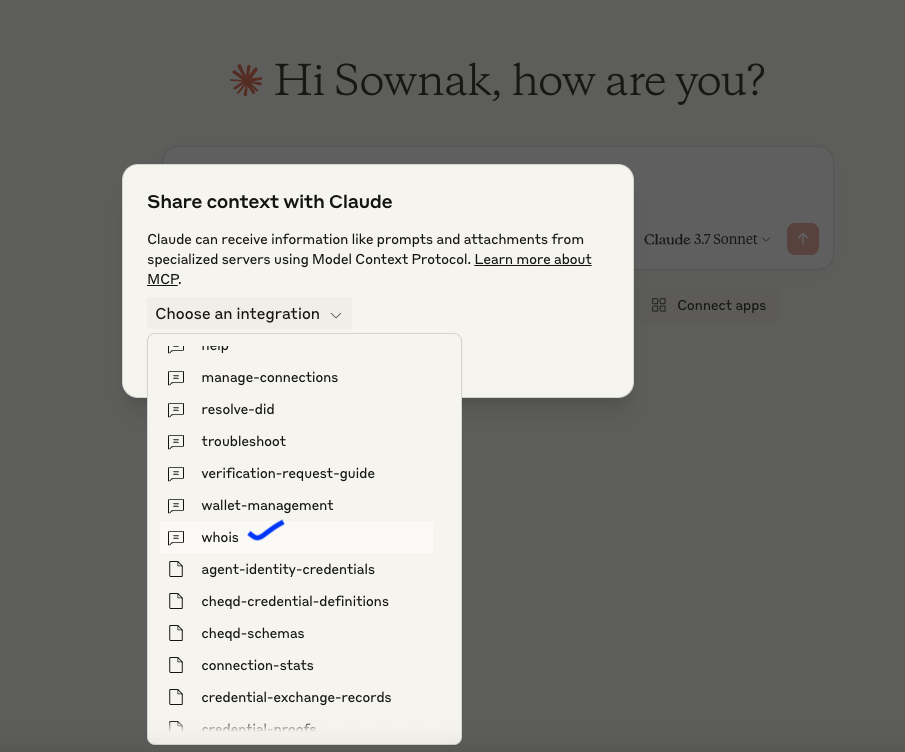 Hi Sownak, how are you?
Share context with Claude
Claude can receive information like prompts and attachments from
specialized servers using Model Context Protocol. Learn more about
MCP.
Claude 3.7 Sonnet
Choose an integration
Connect apps
help
manage-connections
resolve-did
troubleshoot
verification-request-guide
wallet-management
whois
agent-identity-credentials
cheqd-credential-definitions
cheqd-schemas
connection-stats
credential-exchange-records
credential-proofs